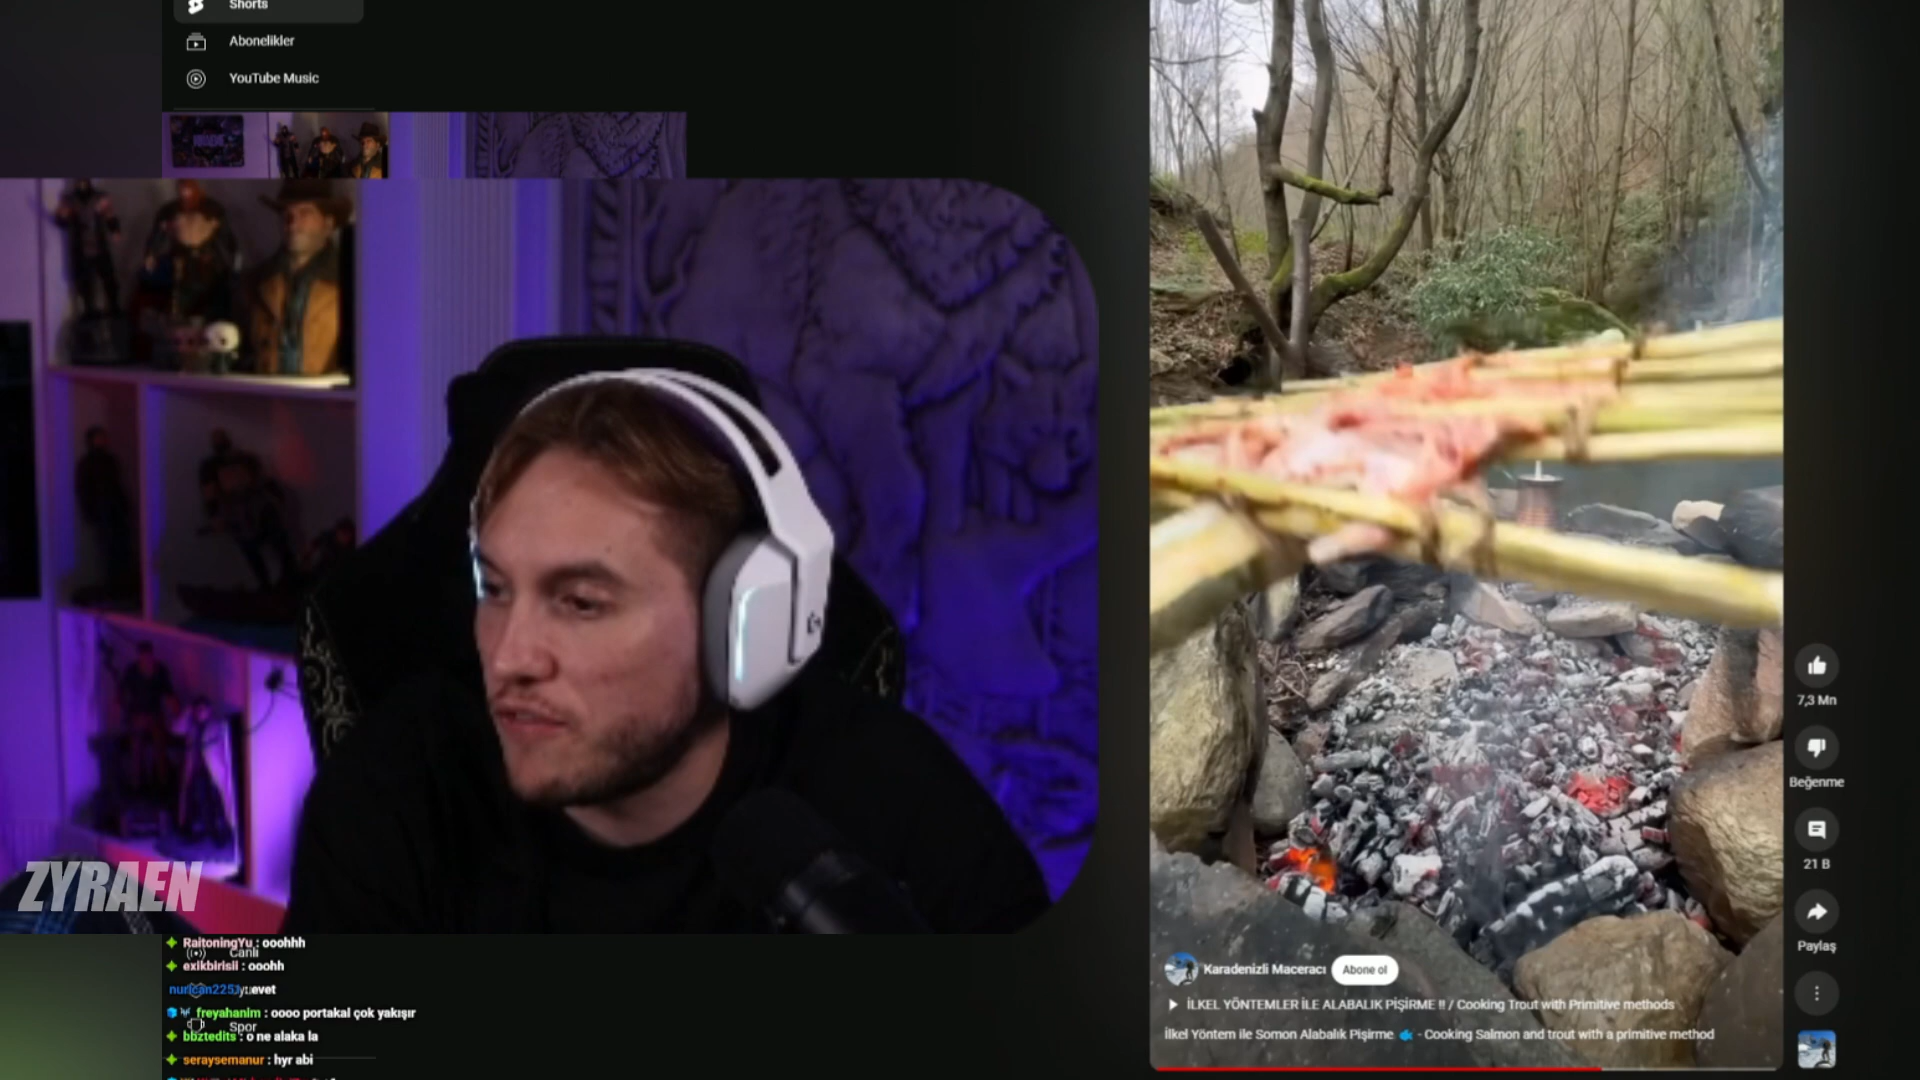 Shorts
Abonelikler
YouTube Music
ZYRAEN
RaitoningYu : ooohhh
Canlı
exikbirisii : ooohh
nurican2251 : evet
freyahanim : oooo portakal çok yakışır
Spor
bbztedits : o ne alaka la
seraysemanur : hyr abi
7,3 Mn
Beğenme
21 B
Paylaş
Karadenizli Maceracı
Abone ol
İLKEL YÖNTEMLER İLE ALABALIK PİŞİRME !! / Cooking Trout with Primitive methods
İlkel Yöntem ile Somon Alabalık Pişirme 🐟 - Cooking Salmon and trout with a primitive method